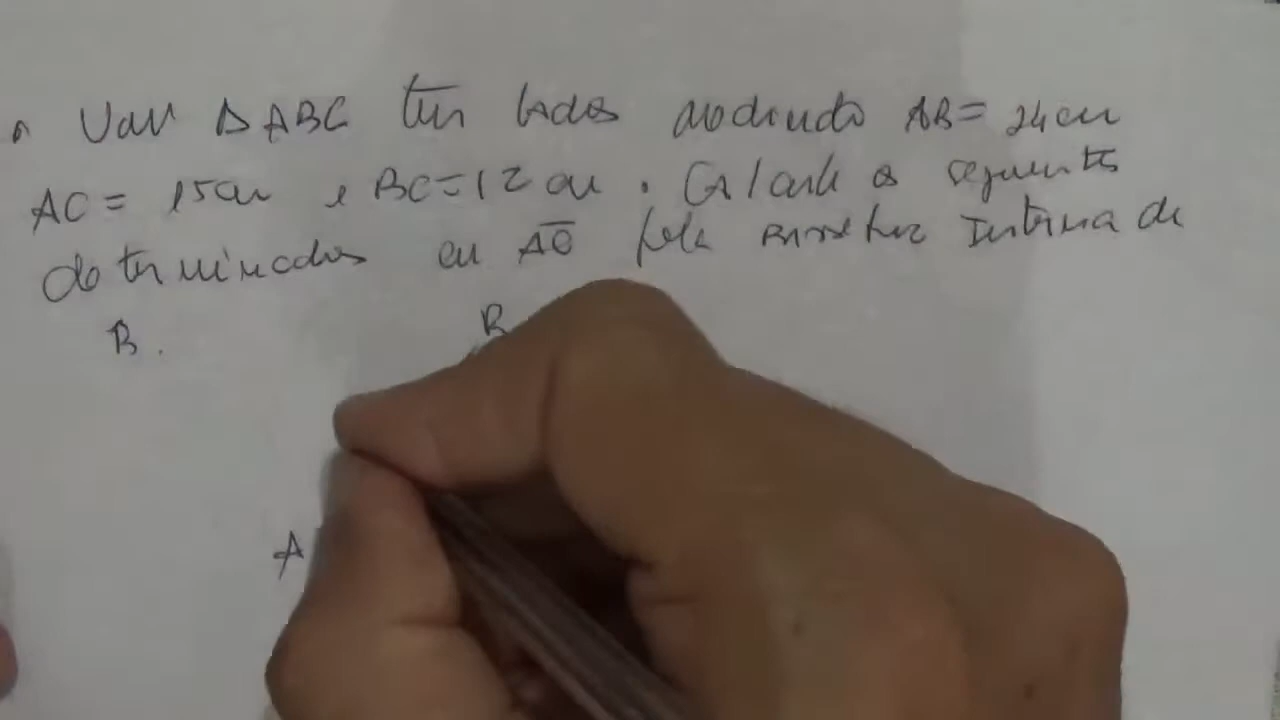 Um Δ ABC tem lados medindo AB = 24 cm
AC = 15 cm e BC = 12 cm . Calcule os segmentos
determinados em AC pela Bissetriz Interna de
B .
B
A